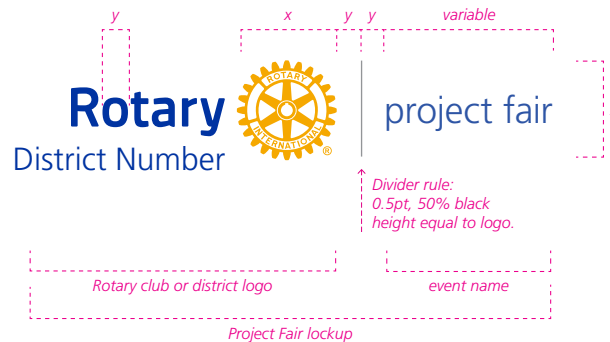 y x y y variable
ROTARY
Rotary project fair
INTERNATIONAL
®
District Number
Divider rule:
0.5pt, 50% black
height equal to logo.
Rotary club or district logo event name
Project Fair lockup